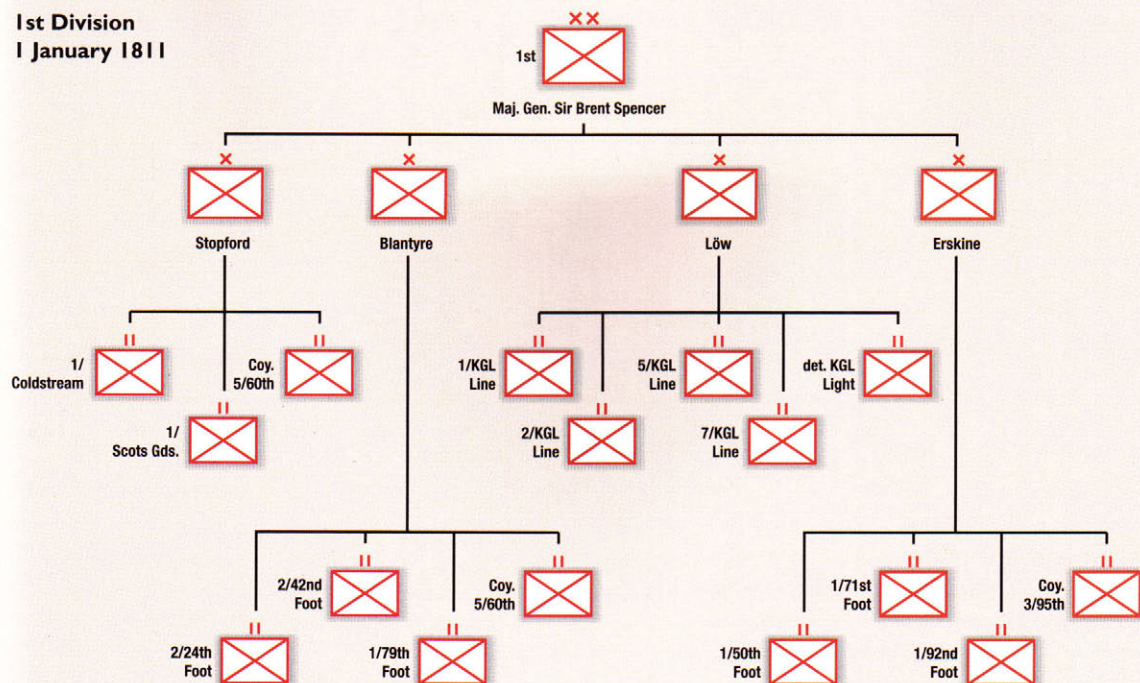 1st Division
1 January 1811
1st
Maj. Gen. Sir Brent Spencer
Stopford
Blantyre
Löw
Erskine
1/
Coldstream
Coy.
5/60th
1/
Scots Gds.
1/KGL
Line
5/KGL
Line
det. KGL
Light
2/KGL
Line
7/KGL
Line
2/42nd
Foot
Coy.
5/60th
2/24th
Foot
1/79th
Foot
1/71st
Foot
Coy.
3/95th
1/50th
Foot
1/92nd
Foot